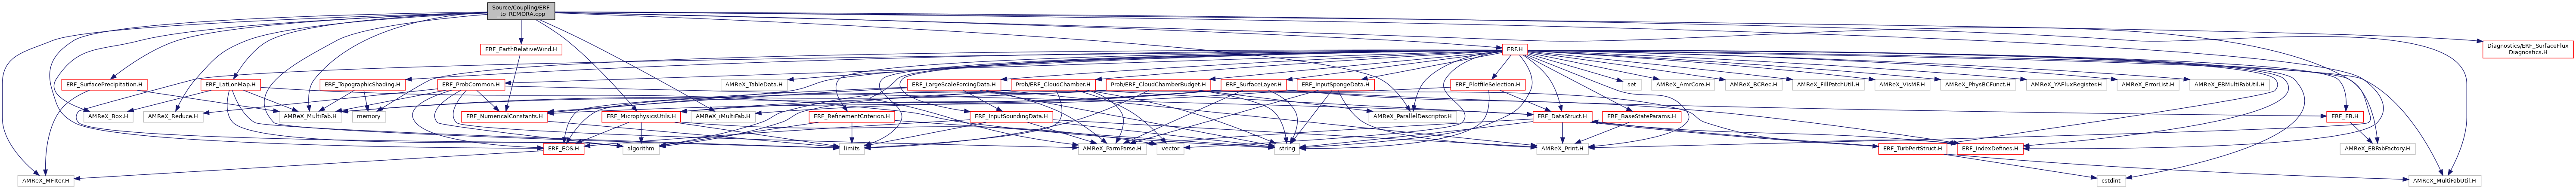 Source/Coupling/ERF
_to_REMORA.cpp
ERF_EarthRelativeWind.H
ERF.H
Diagnostics/ERF_SurfaceFlux
Diagnostics.H
ERF_SurfacePrecipitation.H
ERF_LatLonMap.H
ERF_TopographicShading.H
ERF_ProbCommon.H
AMReX_TableData.H
ERF_LargeScaleForcingData.H
Prob/ERF_CloudChamber.H
Prob/ERF_CloudChamberBudget.H
ERF_SurfaceLayer.H
ERF_InputSpongeData.H
ERF_PlotfileSelection.H
set
AMReX_AmrCore.H
AMReX_BCRec.H
AMReX_FillPatchUtil.H
AMReX_VisMF.H
AMReX_PhysBCFunct.H
AMReX_YAFluxRegister.H
AMReX_ErrorList.H
AMReX_EBMultiFabUtil.H
AMReX_Box.H
AMReX_Reduce.H
AMReX_MultiFab.H
memory
ERF_NumericalConstants.H
ERF_MicrophysicsUtils.H
AMReX_iMultiFab.H
ERF_RefinementCriterion.H
ERF_InputSoundingData.H
AMReX_ParallelDescriptor.H
ERF_DataStruct.H
ERF_BaseStateParams.H
ERF_EB.H
ERF_EOS.H
algorithm
limits
AMReX_ParmParse.H
vector
string
AMReX_Print.H
ERF_TurbPertStruct.H
ERF_IndexDefines.H
AMReX_EBFabFactory.H
AMReX_MFIter.H
cstdint
AMReX_MultiFabUtil.H